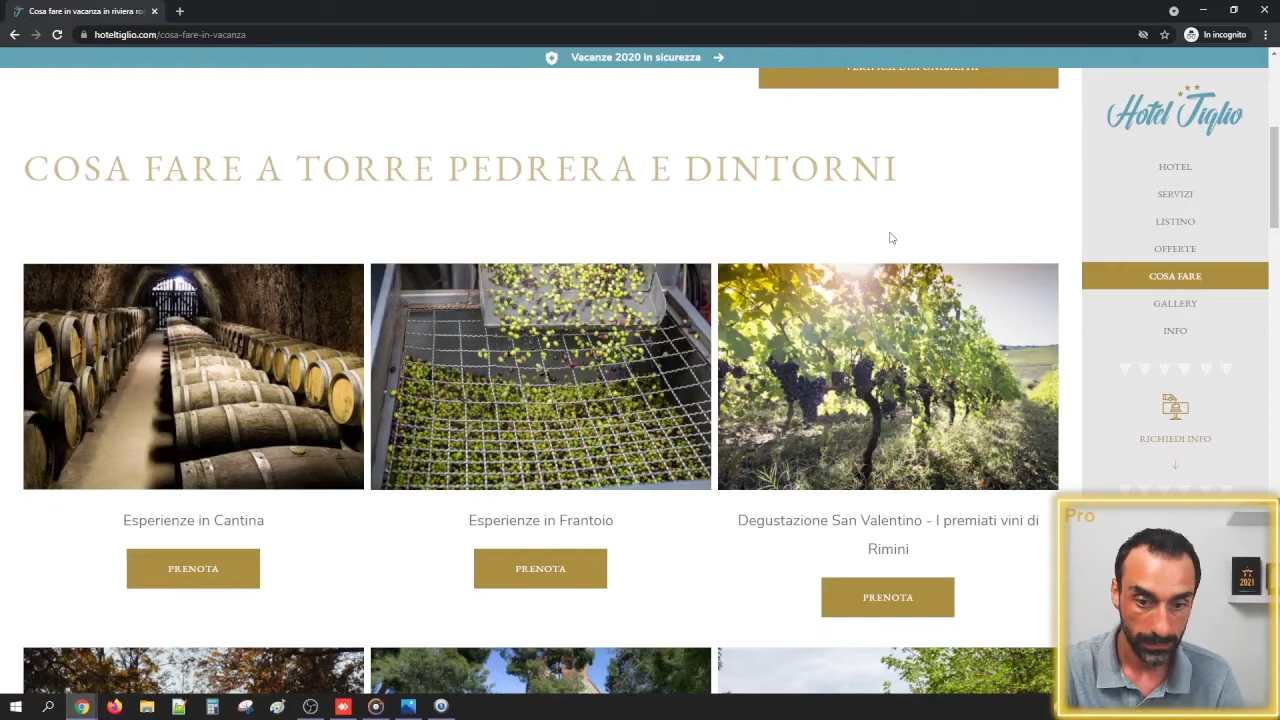 Cosa fare in vacanza in riviera ro
hoteltiglio.com/cosa-fare-in-vacanza
In incognito
Vacanze 2020 in sicurezza
VERIFICA DISPONIBILITÀ
Hotel Tiglio
COSA FARE A TORRE PEDRERA E DINTORNI
HOTEL
SERVIZI
LISTINO
OFFERTE
COSA FARE
GALLERY
INFO
RICHIEDI INFO
Esperienze in Cantina
PRENOTA
Esperienze in Frantoio
PRENOTA
Degustazione San Valentino - I premiati vini di
Rimini
PRENOTA
Pro
2021